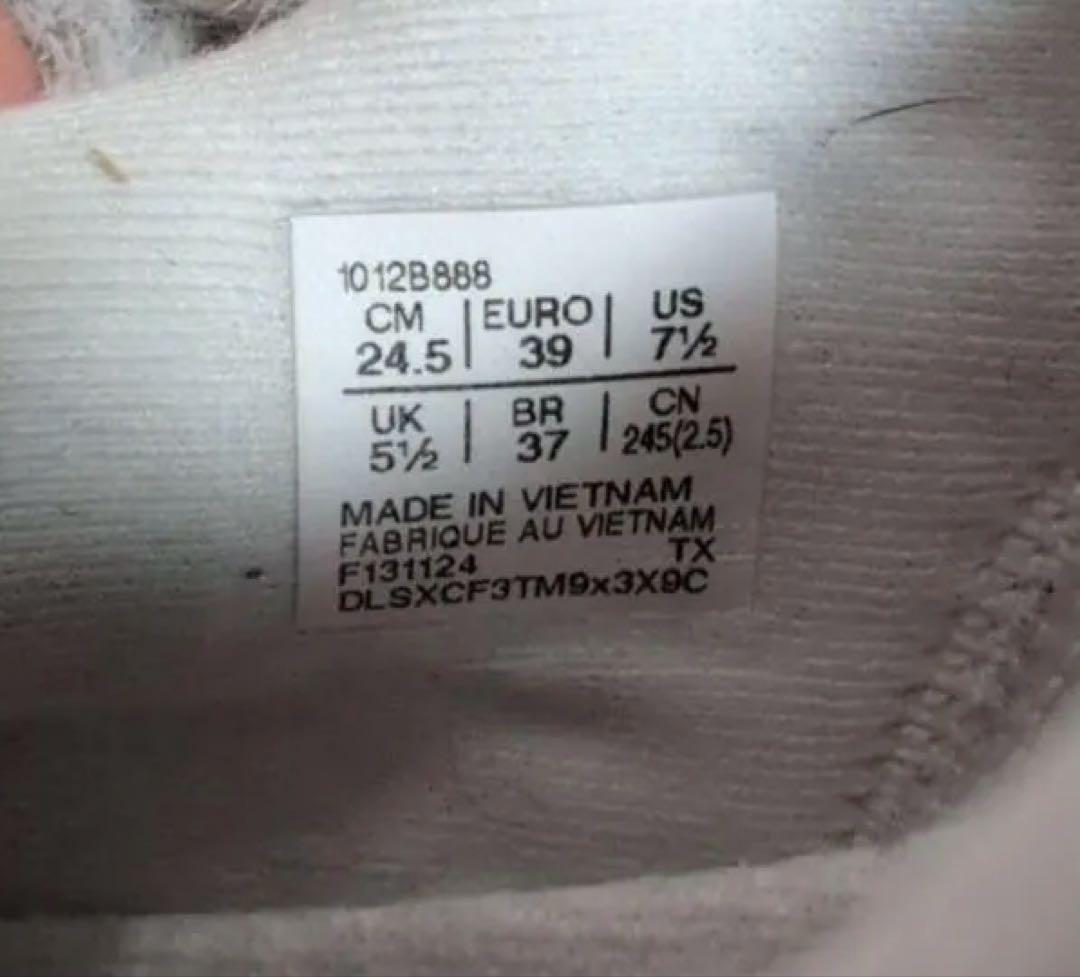 1012B888
CM | EURO | US
24.5 | 39 | 7½
UK | BR | CN
5½ | 37 | 245(2.5)
MADE IN VIETNAM
FABRIQUE AU VIETNAM
F131124 TX
DLSXCF3TM9x3X9C